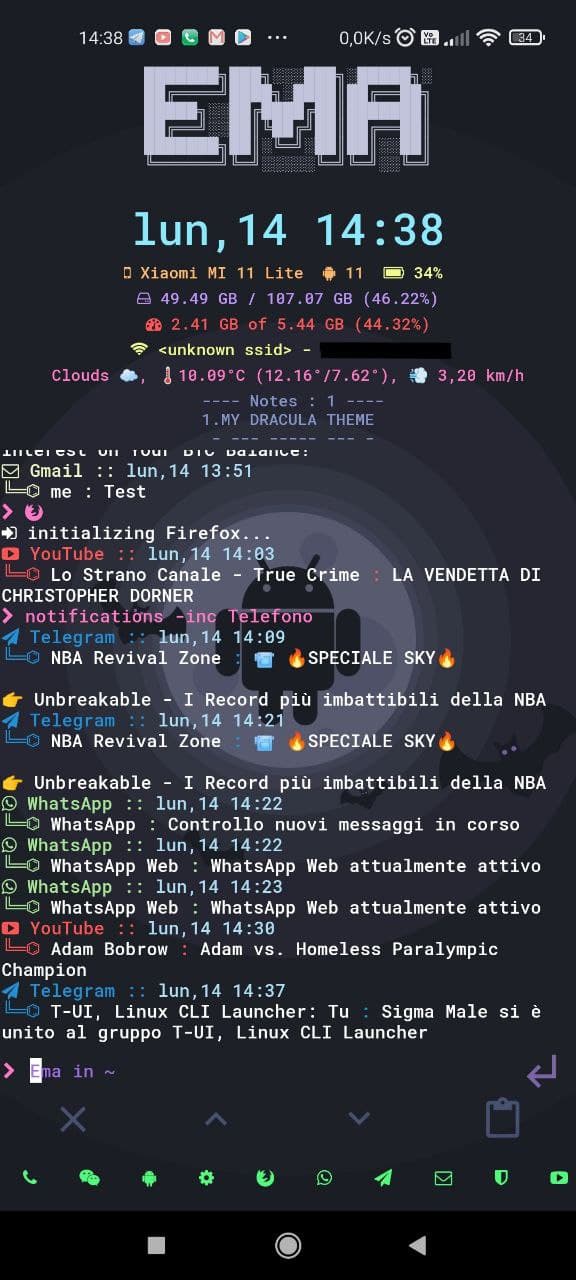 14:38 0,0K/s Vo LTE 34
EMA
lun,14 14:38
Xiaomi MI 11 Lite 11 34%
49.49 GB / 107.07 GB (46.22%)
2.41 GB of 5.44 GB (44.32%)
<unknown ssid> -
Clouds ☁️, 🌡️10.09°C (12.16°/7.62°), 💨 3,20 km/h
---- Notes : 1 ----
1.MY DRACULA THEME
- --- ----- --- -
interest on Your BTC Balance!
Gmail :: lun,14 13:51
╚═⌬ me : Test
❯
initializing Firefox...
YouTube :: lun,14 14:03
╚═⌬ Lo Strano Canale - True Crime : LA VENDETTA DI
CHRISTOPHER DORNER
❯ notifications -inc Telefono
Telegram :: lun,14 14:09
╚═⌬ NBA Revival Zone : 🔥SPECIALE SKY🔥
👉 Unbreakable - I Record più imbattibili della NBA
Telegram :: lun,14 14:21
╚═⌬ NBA Revival Zone : 🔥SPECIALE SKY🔥
👉 Unbreakable - I Record più imbattibili della NBA
WhatsApp :: lun,14 14:22
╚═⌬ WhatsApp : Controllo nuovi messaggi in corso
WhatsApp :: lun,14 14:22
╚═⌬ WhatsApp Web : WhatsApp Web attualmente attivo
WhatsApp :: lun,14 14:23
╚═⌬ WhatsApp Web : WhatsApp Web attualmente attivo
YouTube :: lun,14 14:30
╚═⌬ Adam Bobrow : Adam vs. Homeless Paralympic
Champion
Telegram :: lun,14 14:37
╚═⌬ T-UI, Linux CLI Launcher: Tu : Sigma Male si è
unito al gruppo T-UI, Linux CLI Launcher
❯ Ema in ~